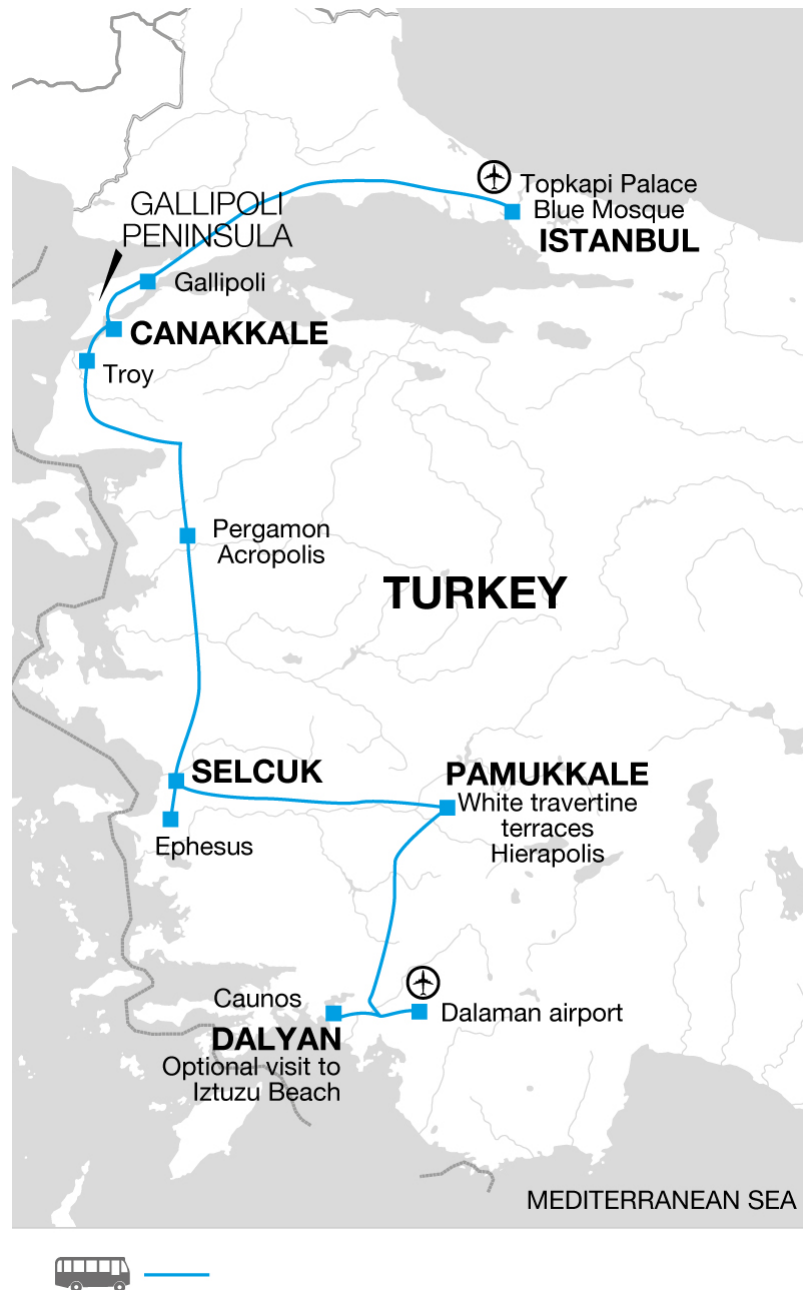 Topkapi Palace
Blue Mosque
ISTANBUL
GALLIPOLI
PENINSULA
Gallipoli
CANAKKALE
Troy
Pergamon
Acropolis
TURKEY
SELCUK
Ephesus
PAMUKKALE
White travertine
terraces
Hierapolis
Caunos
DALYAN
Optional visit to
Iztuzu Beach
Dalaman airport
MEDITERRANEAN SEA